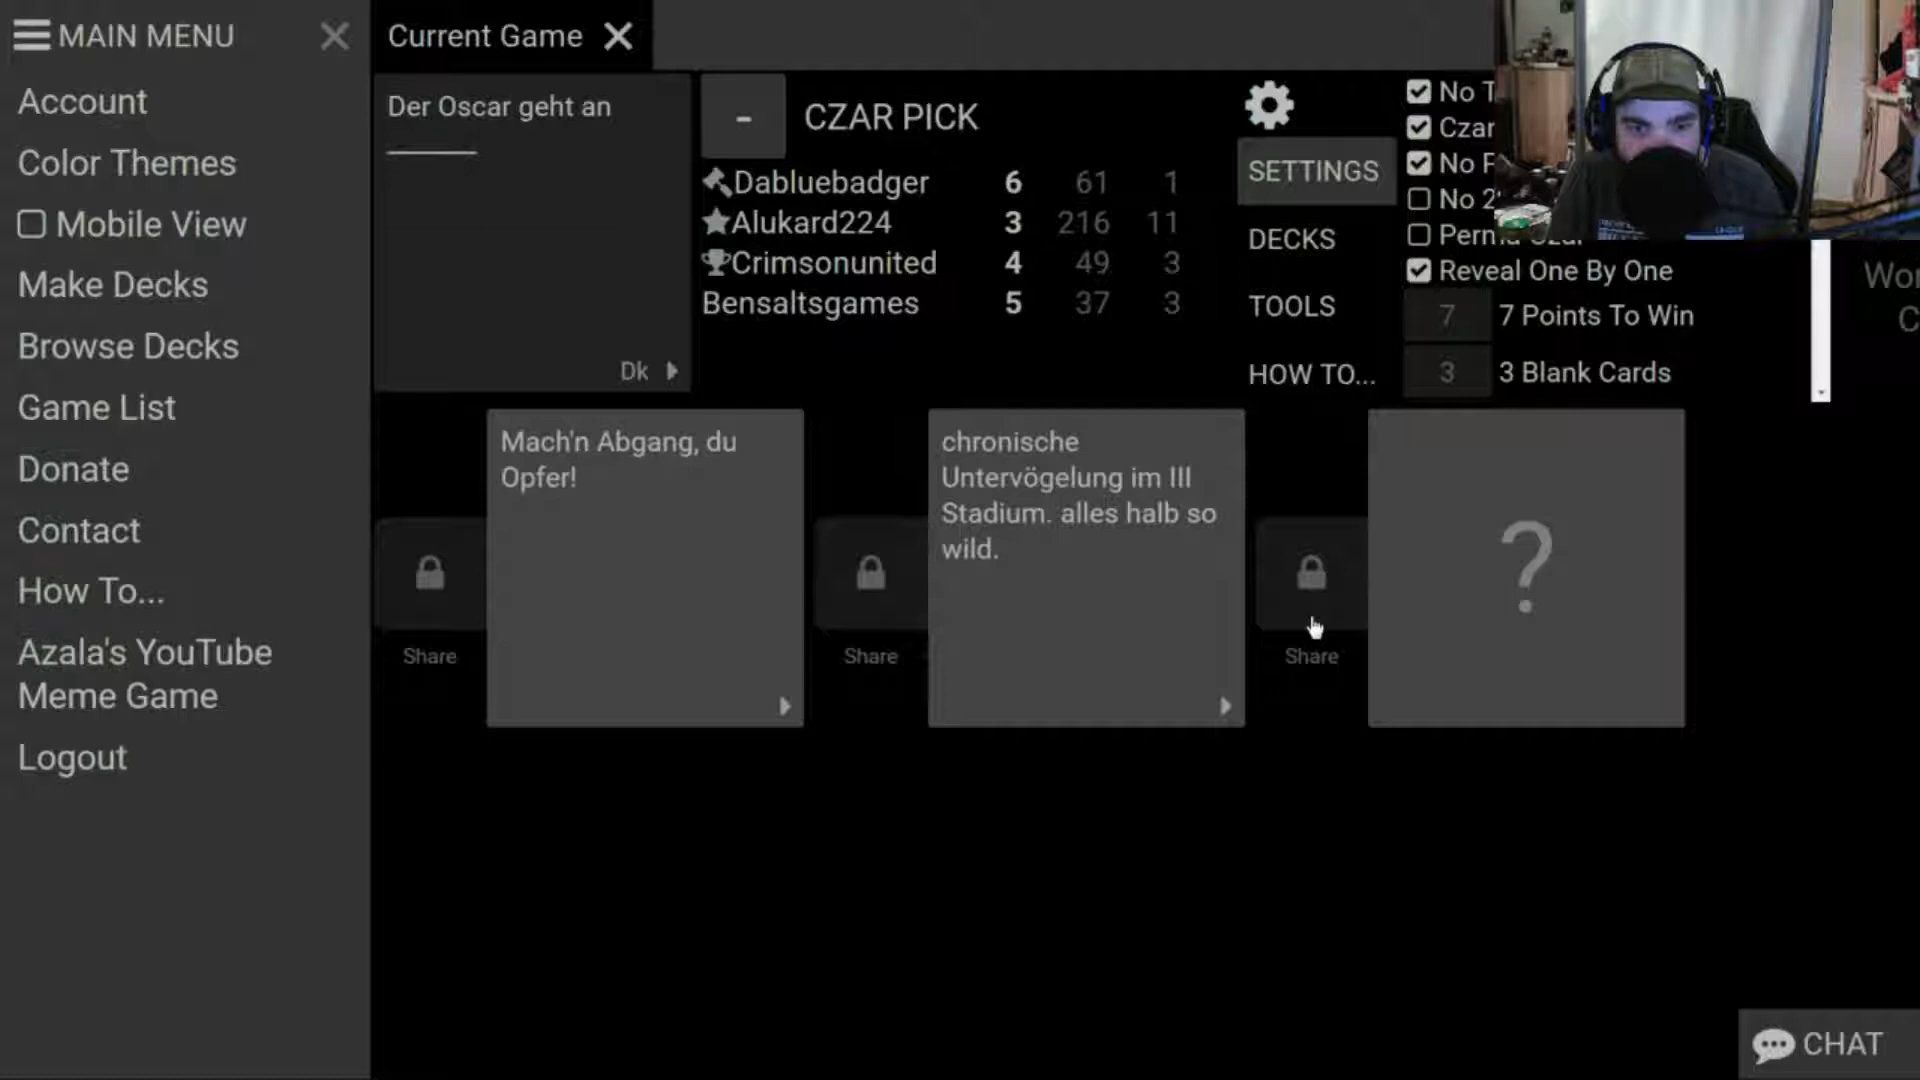 MAIN MENU
Account
Color Themes
Mobile View
Make Decks
Browse Decks
Game List
Donate
Contact
How To...
Azala's YouTube
Meme Game
Logout
Current Game
Der Oscar geht an
Dk
-
CZAR PICK
Dabluebadger 6 61 1
Alukard224 3 216 11
Crimsonunited 4 49 3
Bensaltsgames 5 37 3
SETTINGS
DECKS
TOOLS
HOW TO...
No
Czar
No
No
Reveal One By One
7 7 Points To Win
3 3 Blank Cards
Share
Mach'n Abgang, du
Opfer!
Share
chronische
Untervögelung im III
Stadium. alles halb so
wild.
Share
?
CHAT